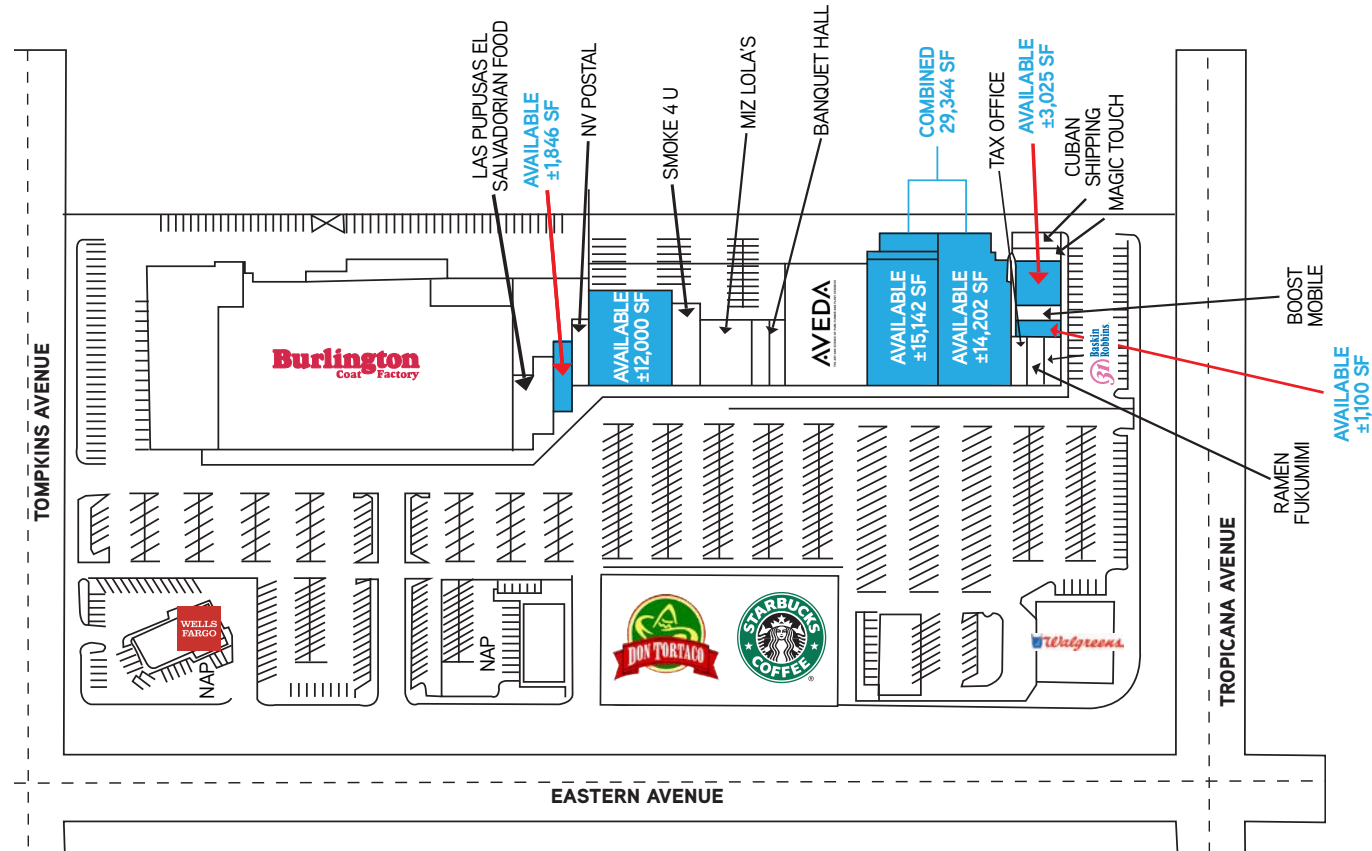 TOMPKINS AVENUE
LAS PUPUSAS EL
SALVADORIAN FOOD
AVAILABLE
±1,846 SF
NV POSTAL
SMOKE 4 U
MIZ LOLA'S
BANQUET HALL
COMBINED
29,344 SF
TAX OFFICE
AVAILABLE
±3,025 SF
CUBAN
SHIPPING
MAGIC TOUCH
Burlington
Coat Factory
AVAILABLE
±12,000 SF
AVEDA
AVAILABLE
±15,142 SF
AVAILABLE
±14,202 SF
31
Baskin
Robbins
BOOST
MOBILE
AVAILABLE
±1,100 SF
RAMEN
FUKUMIMI
WELLS
FARGO
NAP
NAP
DON TORTACO
STARBUCKS
COFFEE
®
Walgreens
TROPICANA AVENUE
EASTERN AVENUE